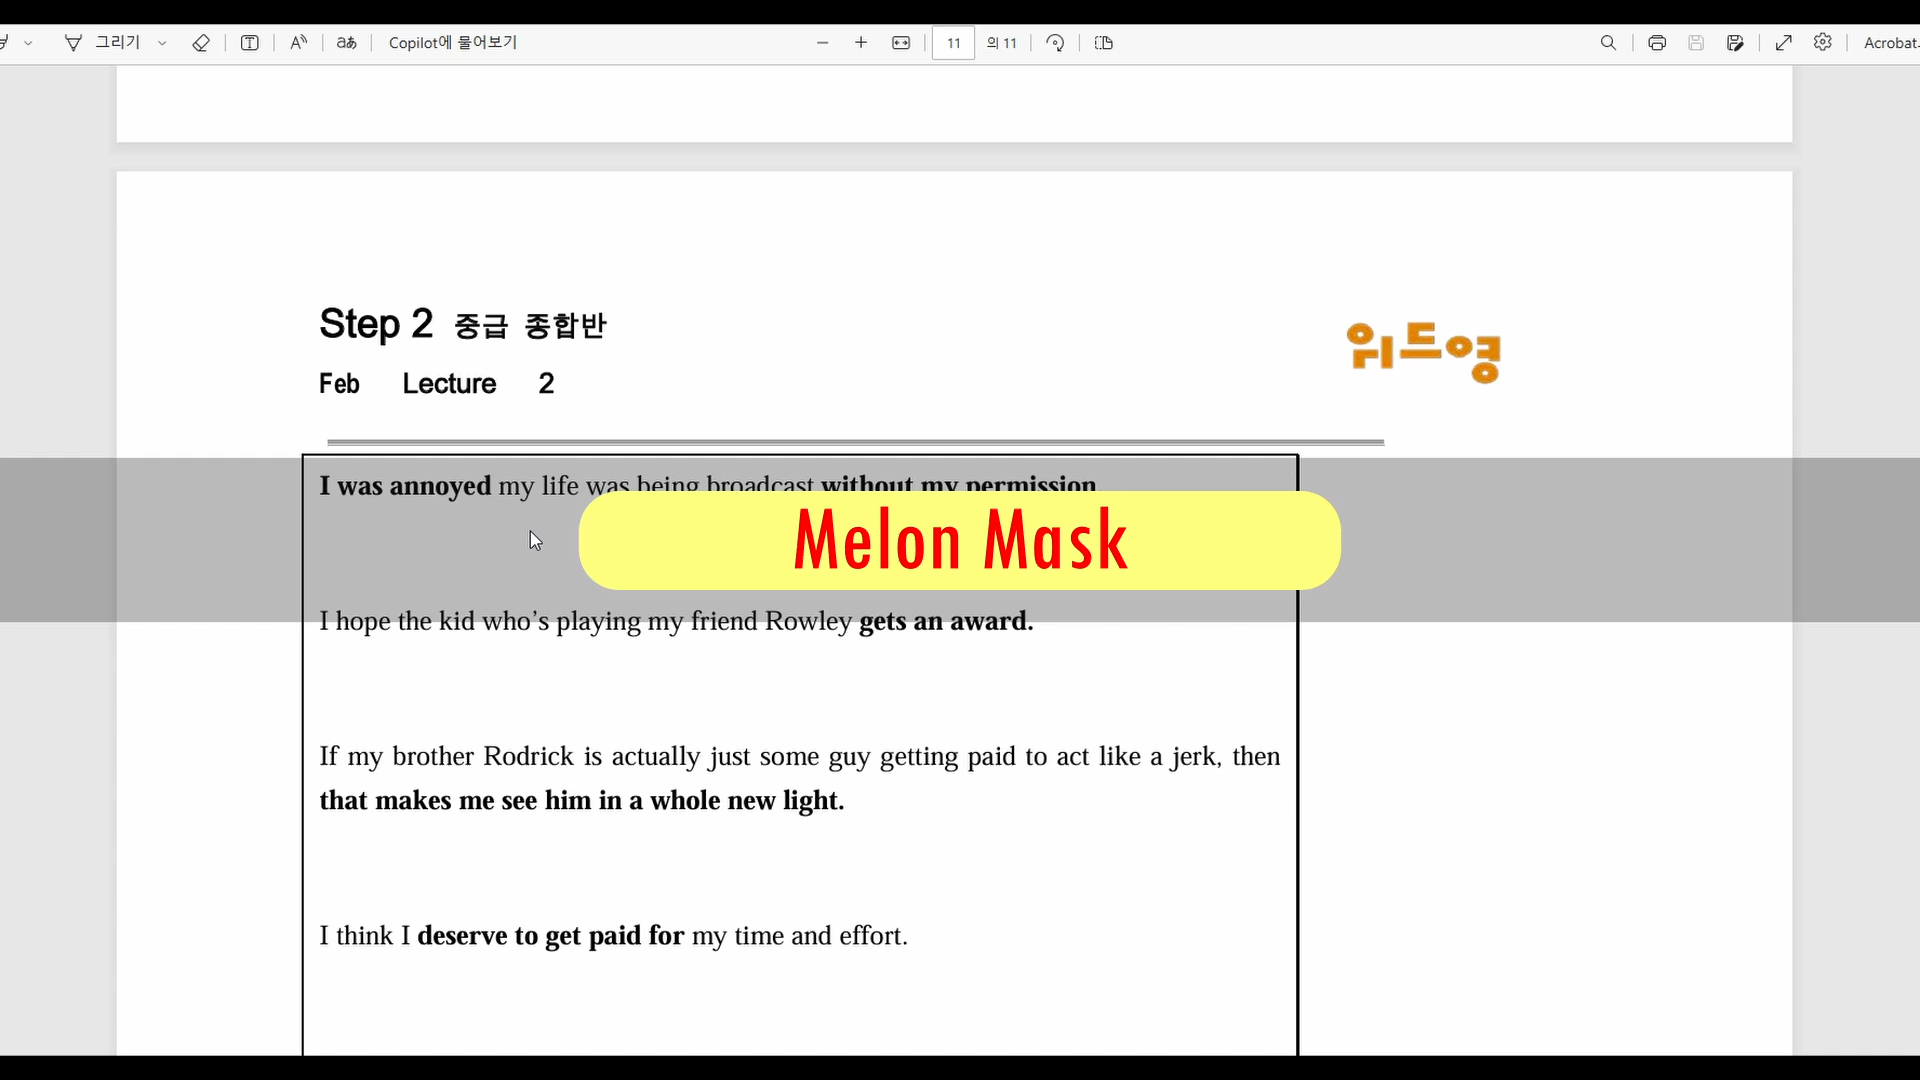 그리기
Copilot에 물어보기
11 의 11
Acrobat
Step 2 중급 종합반
위드영
Feb Lecture 2
I was annoyed my life was being broadcast without my permission
Melon Mask
I hope the kid who’s playing my friend Rowley gets an award.
If my brother Rodrick is actually just some guy getting paid to act like a jerk, then
that makes me see him in a whole new light.
I think I deserve to get paid for my time and effort.